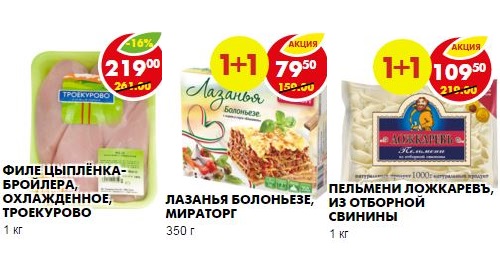 -16%
219 00
261.00
ТРОЕКУРОВО
ФИЛЕ ЦЫПЛЁНКА-
БРОЙЛЕРА,
ОХЛАЖДЕННОЕ,
ТРОЕКУРОВО
1 кг
АКЦИЯ
1+1
79 50
159.00
Лазанья
Болоньезе
ЛАЗАНЬЯ БОЛОНЬЕЗЕ,
МИРАТОРГ
350 г
АКЦИЯ
1+1
109 50
219.00
ЛОЖКАРЕВЪ
Пельмени
из отборной свинины
1000г
ПЕЛЬМЕНИ ЛОЖКАРЕВЪ,
ИЗ ОТБОРНОЙ
СВИНИНЫ
1 кг